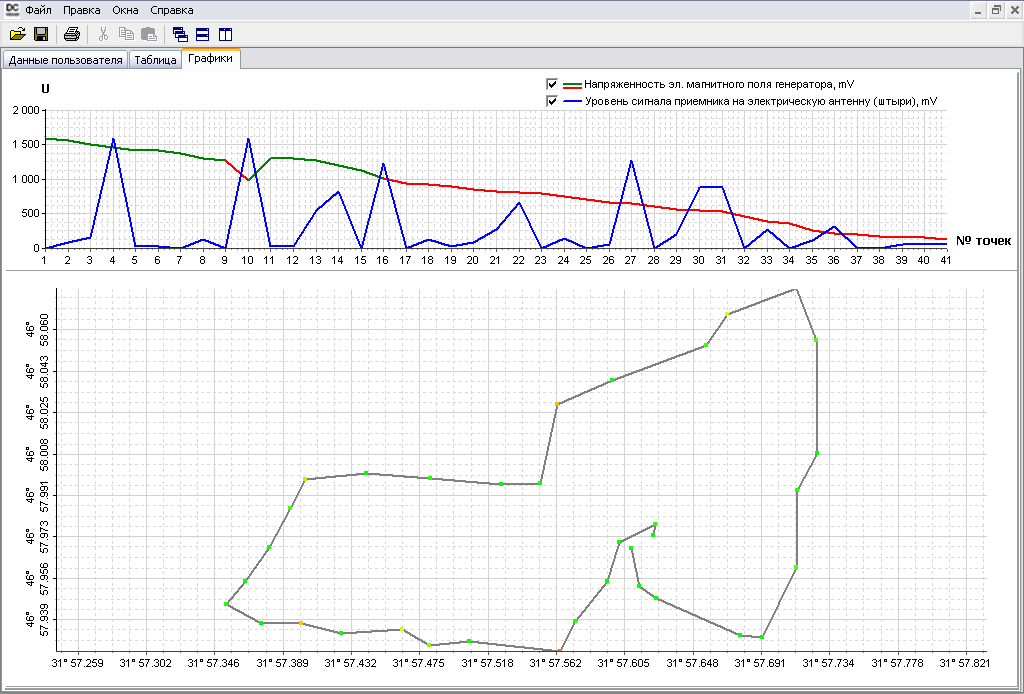 DC
Файл Правка Окна Справка
Данные пользователя Таблица Графики
U
Напряженность эл. магнитного поля генератора, mV
Уровень сигнала приемника на электрическую антенну (штыри), mV
2 000
1 500
1 000
500
0
1 2 3 4 5 6 7 8 9 10 11 12 13 14 15 16 17 18 19 20 21 22 23 24 25 26 27 28 29 30 31 32 33 34 35 36 37 38 39 40 41
№ точек
46° 58.060
46° 58.043
46° 58.025
46° 58.008
46° 57.991
46° 57.973
46° 57.956
46° 57.939
31° 57.259 31° 57.302 31° 57.346 31° 57.389 31° 57.432 31° 57.475 31° 57.518 31° 57.562 31° 57.605 31° 57.648 31° 57.691 31° 57.734 31° 57.778 31° 57.821